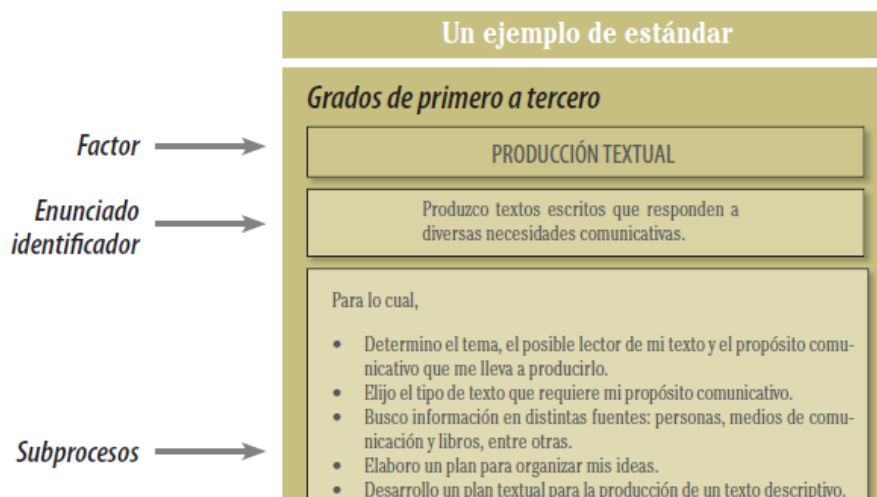 Un ejemplo de estándar
Grados de primero a tercero
Factor
PRODUCCIÓN TEXTUAL
Enunciado
identificador
Produzco textos escritos que responden a
diversas necesidades comunicativas.
Para lo cual,
• Determino el tema, el posible lector de mi texto y el propósito comu-
nicativo que me lleva a producirlo.
• Elijo el tipo de texto que requiere mi propósito comunicativo.
• Busco información en distintas fuentes: personas, medios de comu-
nicación y libros, entre otras.
Subprocesos
• Elaboro un plan para organizar mis ideas.
• Desarrollo un plan textual para la producción de un texto descriptivo.